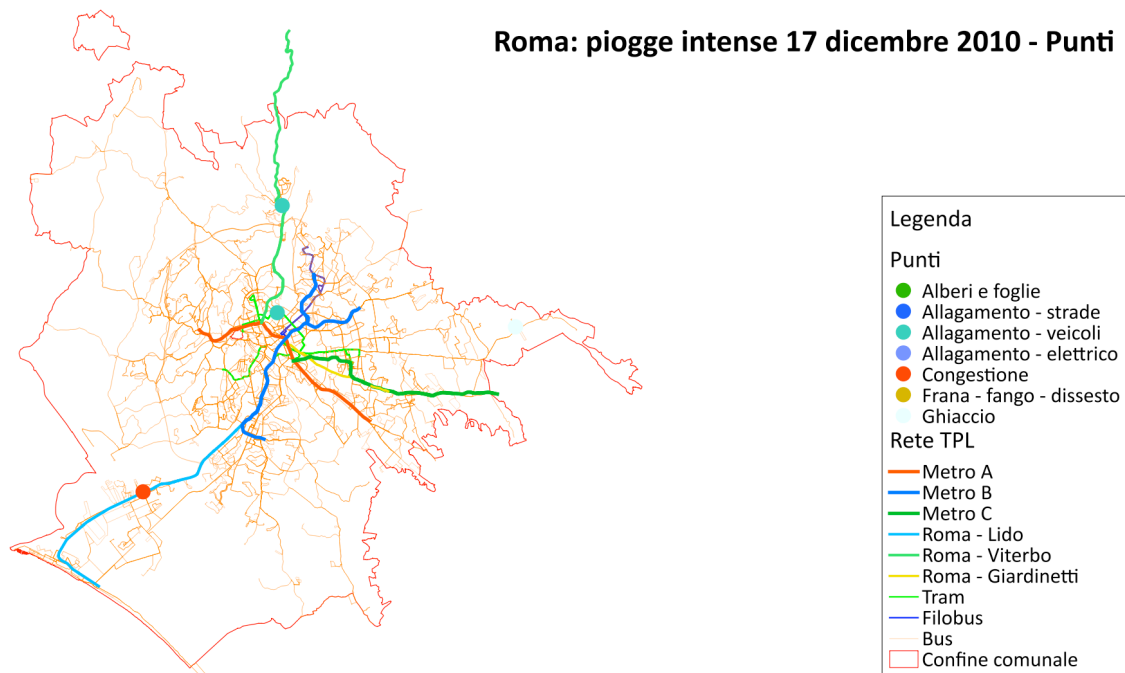 Roma: piogge intense 17 dicembre 2010 - Punti
Legenda
Punti
Alberi e foglie
Allagamento - strade
Allagamento - veicoli
Allagamento - elettrico
Congestione
Frana - fango - dissesto
Ghiaccio
Rete TPL
Metro A
Metro B
Metro C
Roma - Lido
Roma - Viterbo
Roma - Giardinetti
Tram
Filobus
Bus
Confine comunale